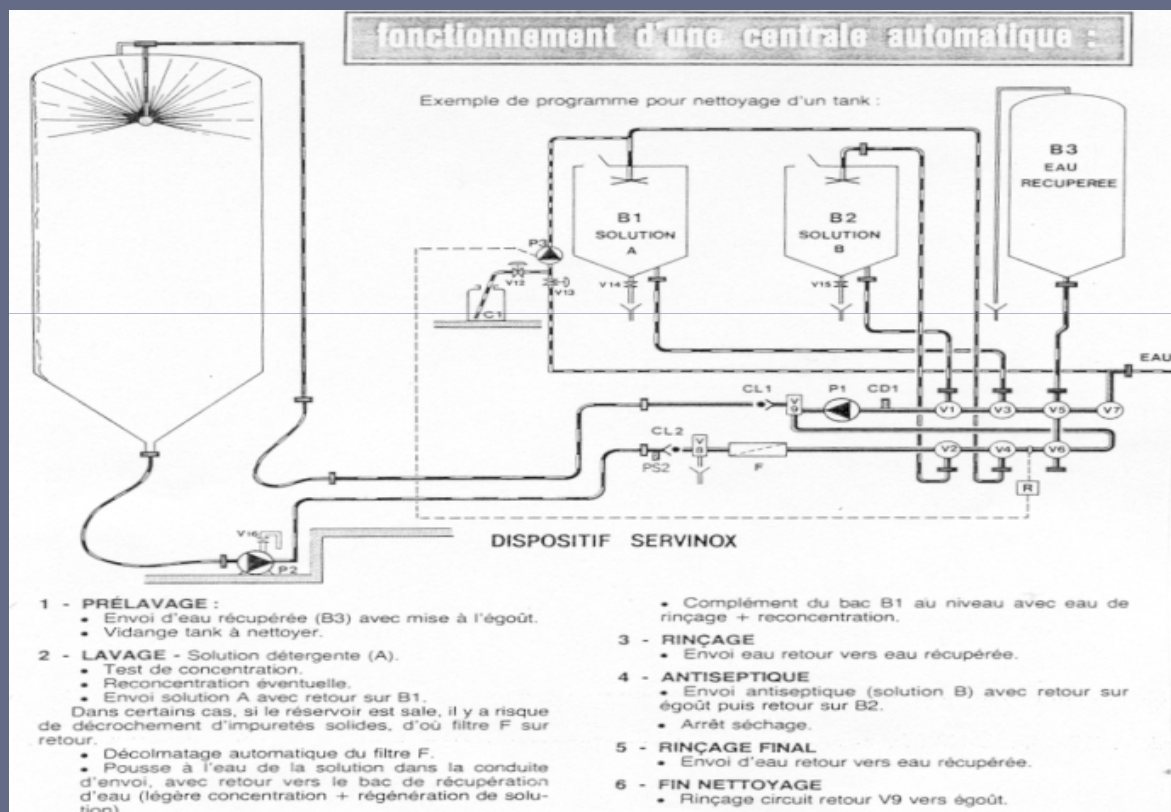 fonctionnement d'une centrale automatique :
Exemple de programme pour nettoyage d'un tank :
B3
EAU
RECUPEREE
B1
SOLUTION
A
B2
SOLUTION
B
P3
V12
V13
V14
V15
C1
EAU
CL1
P1
CD1
V9
V1
V3
V5
V7
CL2
PS2
V8
F
V2
V4
V6
R
V16
P2
DISPOSITIF SERVINOX
1 - PRÉLAVAGE :
• Envoi d'eau récupérée (B3) avec mise à l'égoût.
• Vidange tank à nettoyer.
2 - LAVAGE - Solution détergente (A).
• Test de concentration.
• Reconcentration éventuelle.
• Envoi solution A avec retour sur B1.
Dans certains cas, si le réservoir est sale, il y a risque
de décrochement d'impuretés solides, d'où filtre F sur
retour.
• Décolmatage automatique du filtre F.
• Pousse à l'eau de la solution dans la conduite
d'envoi, avec retour vers le bac de récupération
d'eau (légère concentration + régénération de solu-
tion)
• Complément du bac B1 au niveau avec eau de
rinçage + reconcentration.
3 - RINÇAGE
• Envoi eau retour vers eau récupérée.
4 - ANTISEPTIQUE
• Envoi antiseptique (solution B) avec retour sur
égoût puis retour sur B2.
• Arrêt séchage.
5 - RINÇAGE FINAL
• Envoi d'eau retour vers eau récupérée.
6 - FIN NETTOYAGE
• Rinçage circuit retour V9 vers égoût.